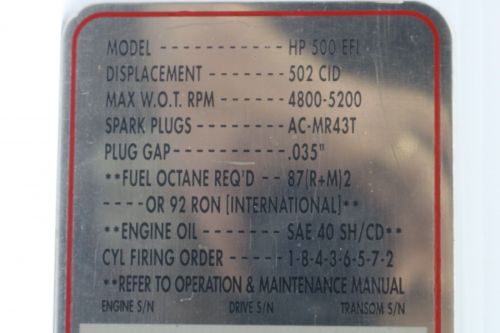 MODEL ----------- HP 500 EFI
DISPLACEMENT ------- 502 CID
MAX W.O.T. RPM ------ 4800-5200
SPARK PLUGS -------- AC-MR43T
PLUG GAP ----------- .035"
**FUEL OCTANE REQ'D --- 87(R+M)2
----OR 92 RON [INTERNATIONAL]**
**ENGINE OIL ------- SAE 40 SH/CD**
CYL FIRING ORDER ---- 1-8-4-3-6-5-7-2
**REFER TO OPERATION & MAINTENANCE MANUAL
ENGINE S/N DRIVE S/N TRANSOM S/N